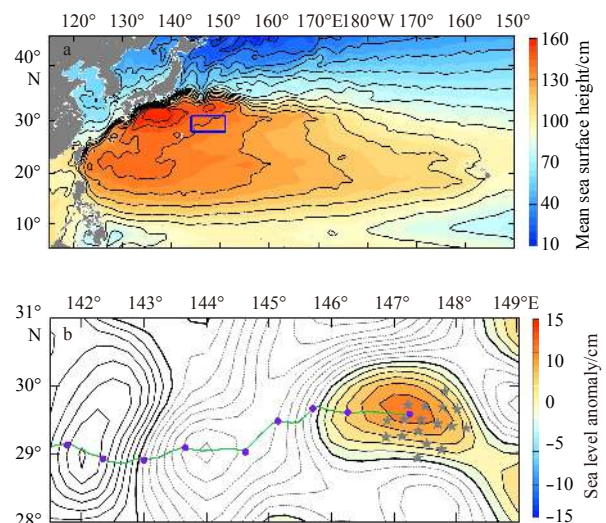 120° 130° 140° 150° 160° 170°E180°W 170° 160° 150°
a
40°
N
30°
20°
10°
160
130
100
70
40
10
Mean sea surface height/cm
142° 143° 144° 145° 146° 147° 148° 149°E
31°
N
b
30°
29°
28°
15
10
5
0
−5
−10
−15
Sea level anomaly/cm